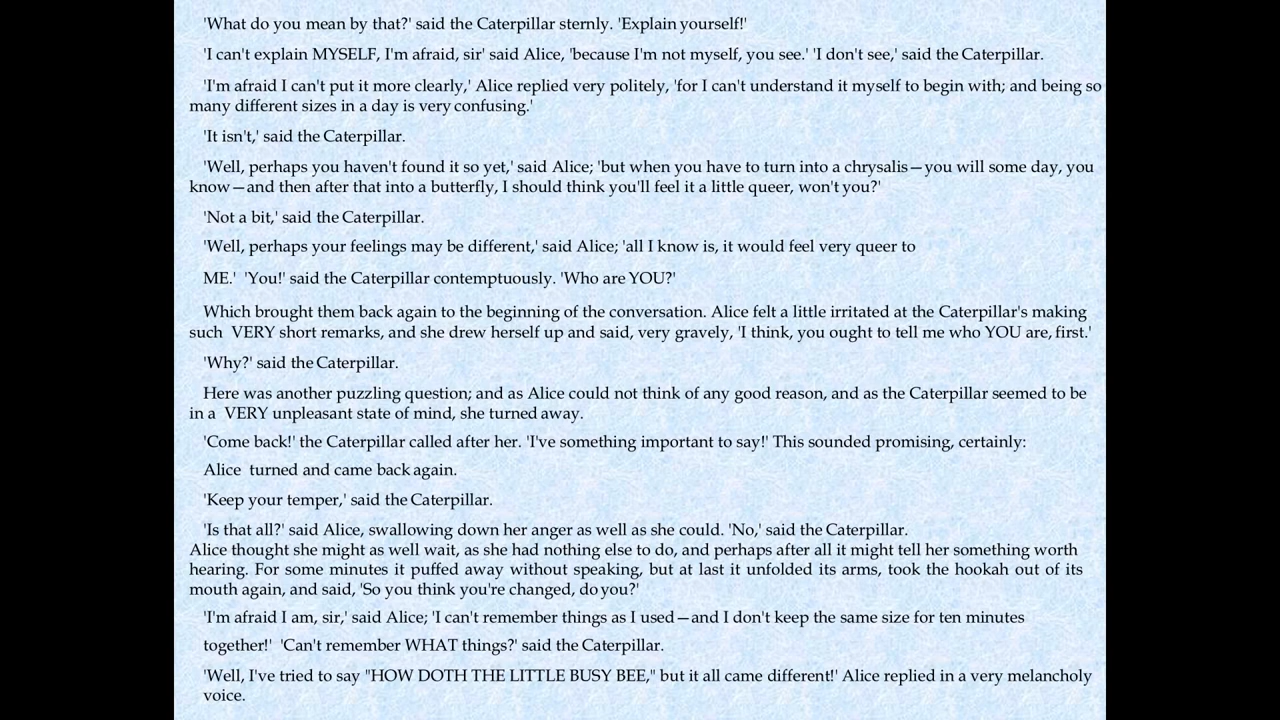 'What do you mean by that?' said the Caterpillar sternly. 'Explain yourself!'
'I can't explain MYSELF, I'm afraid, sir' said Alice, 'because I'm not myself, you see.' 'I don't see,' said the Caterpillar.
'I'm afraid I can't put it more clearly,' Alice replied very politely, 'for I can't understand it myself to begin with; and being so
many different sizes in a day is very confusing.'
'It isn't,' said the Caterpillar.
'Well, perhaps you haven't found it so yet,' said Alice; 'but when you have to turn into a chrysalis—you will some day, you
know—and then after that into a butterfly, I should think you'll feel it a little queer, won't you?'
'Not a bit,' said the Caterpillar.
'Well, perhaps your feelings may be different,' said Alice; 'all I know is, it would feel very queer to
ME.' 'You!' said the Caterpillar contemptuously. 'Who are YOU?'
Which brought them back again to the beginning of the conversation. Alice felt a little irritated at the Caterpillar's making
such VERY short remarks, and she drew herself up and said, very gravely, 'I think, you ought to tell me who YOU are, first.'
'Why?' said the Caterpillar.
Here was another puzzling question; and as Alice could not think of any good reason, and as the Caterpillar seemed to be
in a VERY unpleasant state of mind, she turned away.
'Come back!' the Caterpillar called after her. 'I've something important to say!' This sounded promising, certainly:
Alice turned and came back again.
'Keep your temper,' said the Caterpillar.
'Is that all?' said Alice, swallowing down her anger as well as she could. 'No,' said the Caterpillar.
Alice thought she might as well wait, as she had nothing else to do, and perhaps after all it might tell her something worth
hearing. For some minutes it puffed away without speaking, but at last it unfolded its arms, took the hookah out of its
mouth again, and said, 'So you think you're changed, do you?'
'I'm afraid I am, sir,' said Alice; 'I can't remember things as I used—and I don't keep the same size for ten minutes
together!' 'Can't remember WHAT things?' said the Caterpillar.
'Well, I've tried to say "HOW DOTH THE LITTLE BUSY BEE," but it all came different!' Alice replied in a very melancholy
voice.